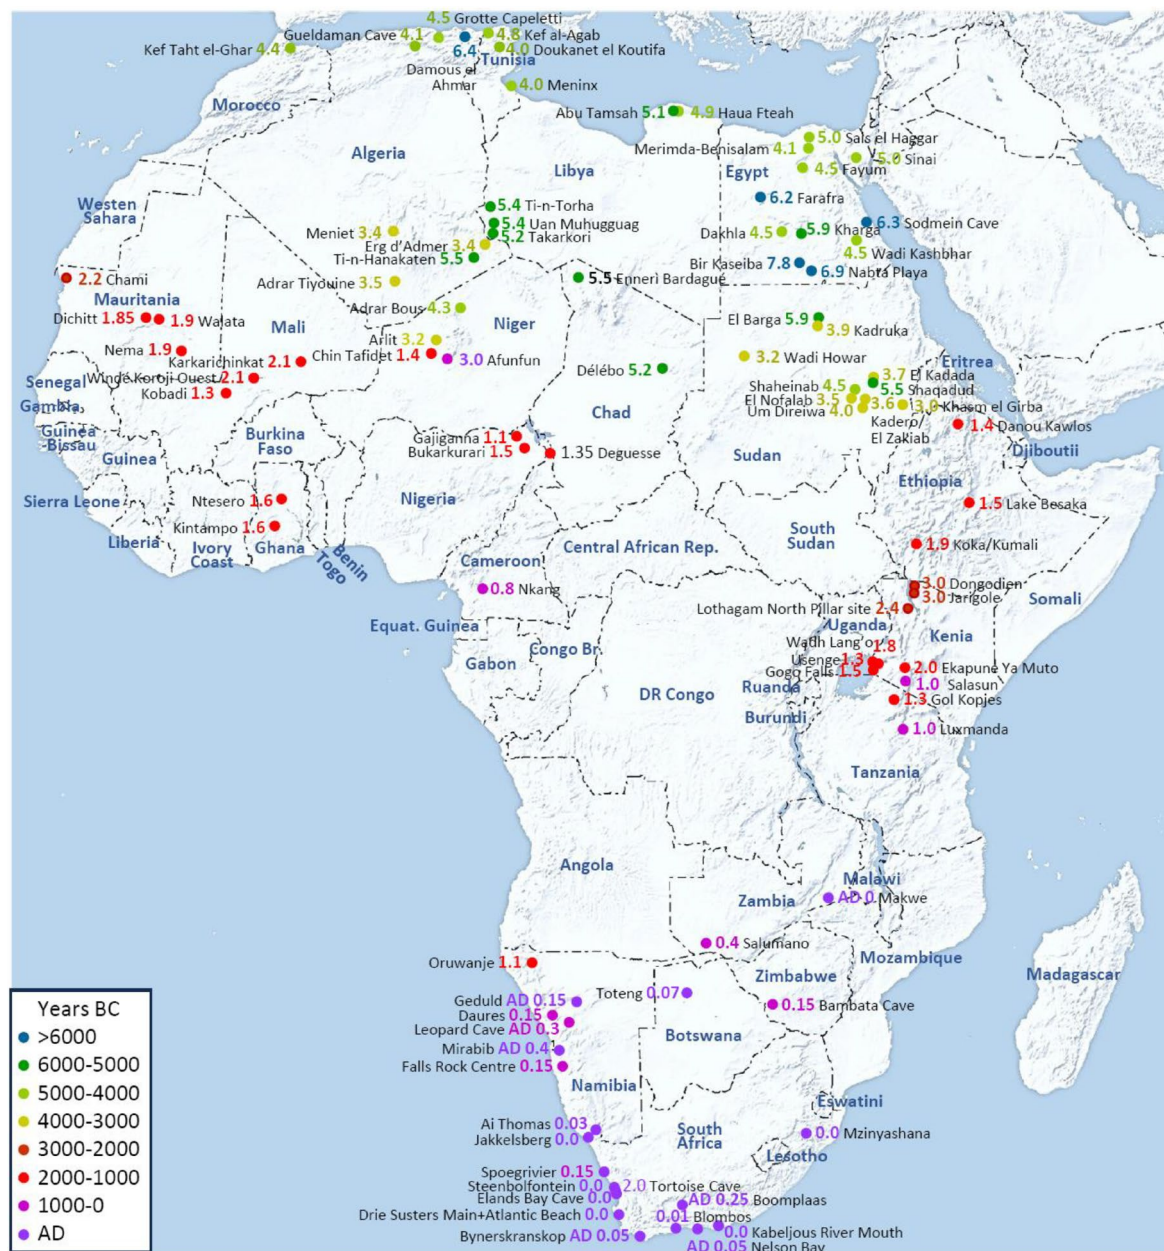 4.5 Grotte Capeletti
Gueldaman Cave 4.1
4.8 Kef al-Agab
Kef Taht el-Ghar 4.4
6.4
4.0 Doukanet el Koutifa
Tunisia
Damous el
Ahmar
4.0 Meninx
Morocco
Abu Tamsah 5.1
4.9 Haua Fteah
5.0 Sais el Haggar
Merimda-Benisalam 4.1
5.0 Sinai
Algeria
Libya
Egypt
4.5 Fayum
Westen
Sahara
5.4 Ti-n-Torha
6.2 Farafra
5.4 Uan Muhugguag
6.3 Sodmein Cave
Meniet 3.4
5.2 Takarkori
Dakhla 4.5
5.9 Kharga
Erg d'Admer 3.4
4.5
Wadi Kashbhar
Ti-n-Hanakaten
5.5
Bir Kaseiba 7.8
6.9 Nabta Playa
2.2 Chami
5.5 Enneri Bardagué
Adrar Tiyouine 3.5
Mauritania
Adrar Bous 4.3
Dichitt 1.85
1.9 Walata
Mali
Niger
El Barga 5.9
3.9 Kadruka
Arlit 3.2
Nema 1.9
Chin Tafidet 1.4
3.0 Afunfun
3.2 Wadi Howar
Karkarichinkat 2.1
Eritrea
Senegal
Windé Koroji Ouest/ 2.1
Délébo 5.2
3.7 El Kadada
Shaheinab 4.5
5.5 Shaqadud
Kobadi 1.3
El Nofalab 3.5
3.6
3.0 Khasm el Girba
Gambia
Um Direiwa 4.0
Kadero/
El Zakiab
Chad
1.4 Danou Kawlos
Guinea
Bissau
Burkina
Faso
Gajiganna 1.1
Bukarkurari 1.5
1.35 Deguesse
Sudan
Djiboutii
Guinea
Ethiopia
Sierra Leone
Ntesero 1.6
Nigeria
1.5 Lake Besaka
Kintampo 1.6
South
Sudan
Liberia
Ivory
Coast
Ghana
Togo
Benin
Central African Rep.
1.9 Koka/Kumali
Cameroon
0.8 Nkang
3.0 Dongodien
3.0 Jarigole
Somali
Lothagam North Pillar site 2.4
Equat. Guinea
Uganda
Kenia
Wadh Lang'o
1.8
Gabon
Congo Br.
Usenge 1.3
2.0 Ekapune Ya Muto
Gogo Falls 1.5
DR Congo
Ruanda
1.0 Salasun
1.3 Gol Kopjes
Burundi
1.0 Luxmanda
Tanzania
Angola
Malawi
Zambia
AD 0 Makwe
0.4 Salumano
Oruwanje 1.1
Mozambique
Zimbabwe
Madagascar
Toteng 0.07
Geduld AD 0.15
0.15 Bambata Cave
Daures 0.15
Leopard Cave AD 0.3
Botswana
Mirabib AD 0.4
Falls Rock Centre 0.15
Namibia
Eswatini
Ai Thomas 0.03
South
Africa
Jakkelsberg 0.0
0.0 Mzinyashana
Lesotho
Spoegrivier 0.15
Steenbolfontein 0.0
2.0 Tortoise Cave
Elands Bay Cave 0.0
AD 0.25 Boomplaas
Drie Susters Main+Atlantic Beach 0.0
0.01 Blombos
Bynerskranskop AD 0.05
0.0 Kabeljous River Mouth
AD 0.05 Nelson Bay
Years BC
>6000
6000-5000
5000-4000
4000-3000
3000-2000
2000-1000
1000-0
AD